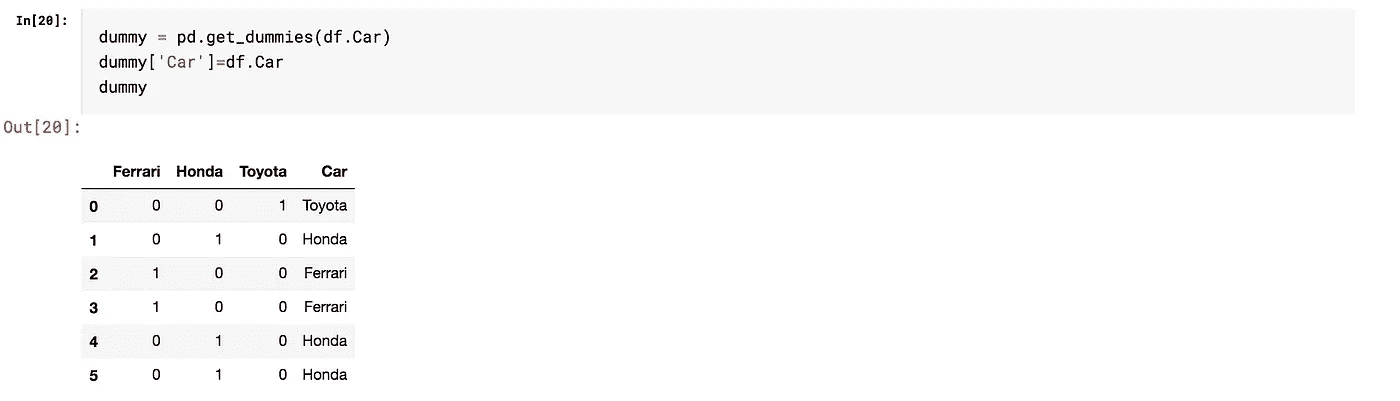 In[20]:
dummy = pd.get_dummies(df.Car)
dummy['Car']=df.Car
dummy
Out[20]:
Ferrari Honda Toyota Car
0 0 0 1 Toyota
1 0 1 0 Honda
2 1 0 0 Ferrari
3 1 0 0 Ferrari
4 0 1 0 Honda
5 0 1 0 Honda